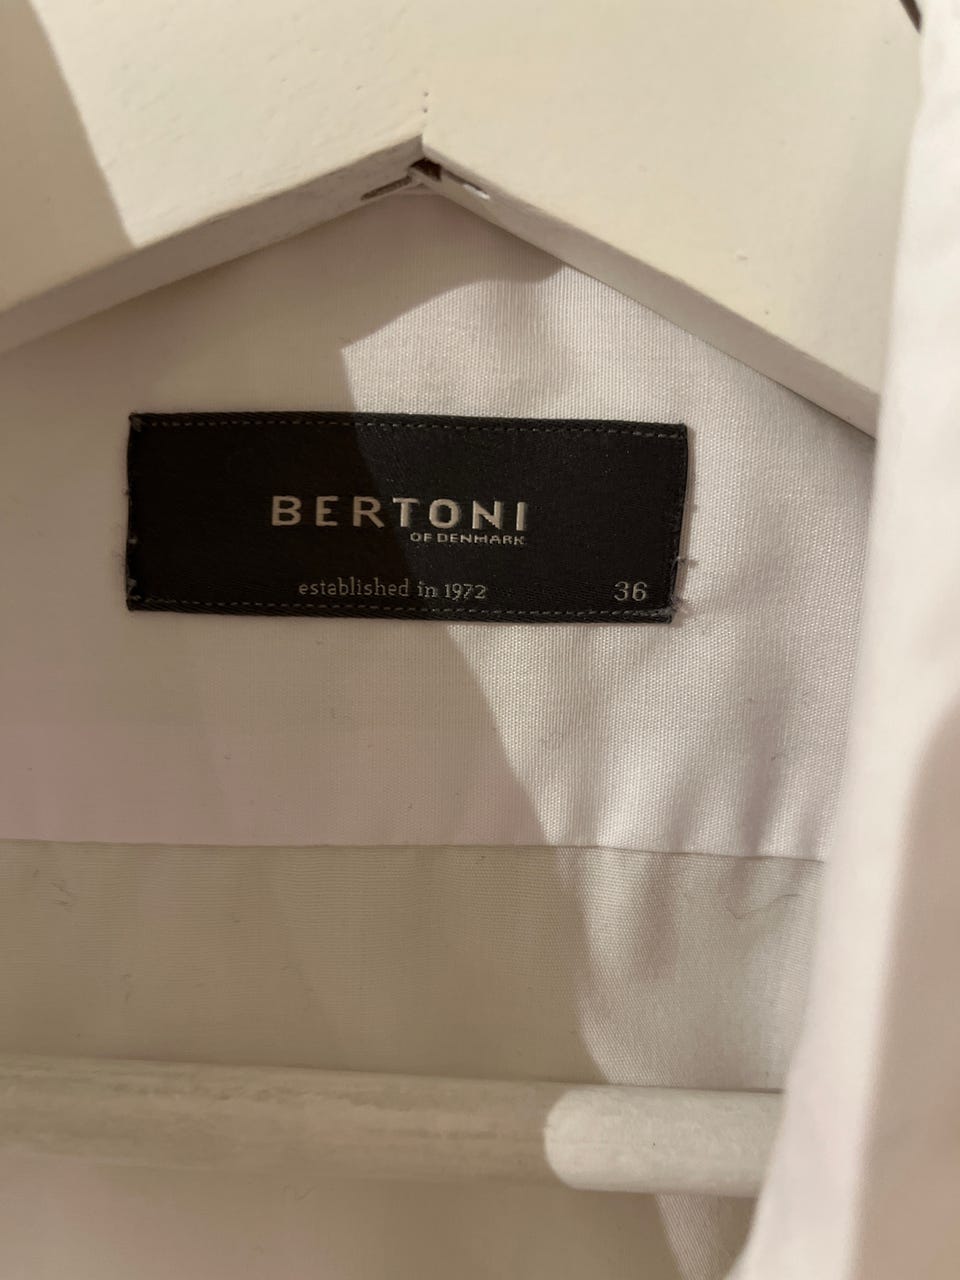 BERTONI
OF DENMARK
established in 1972 36